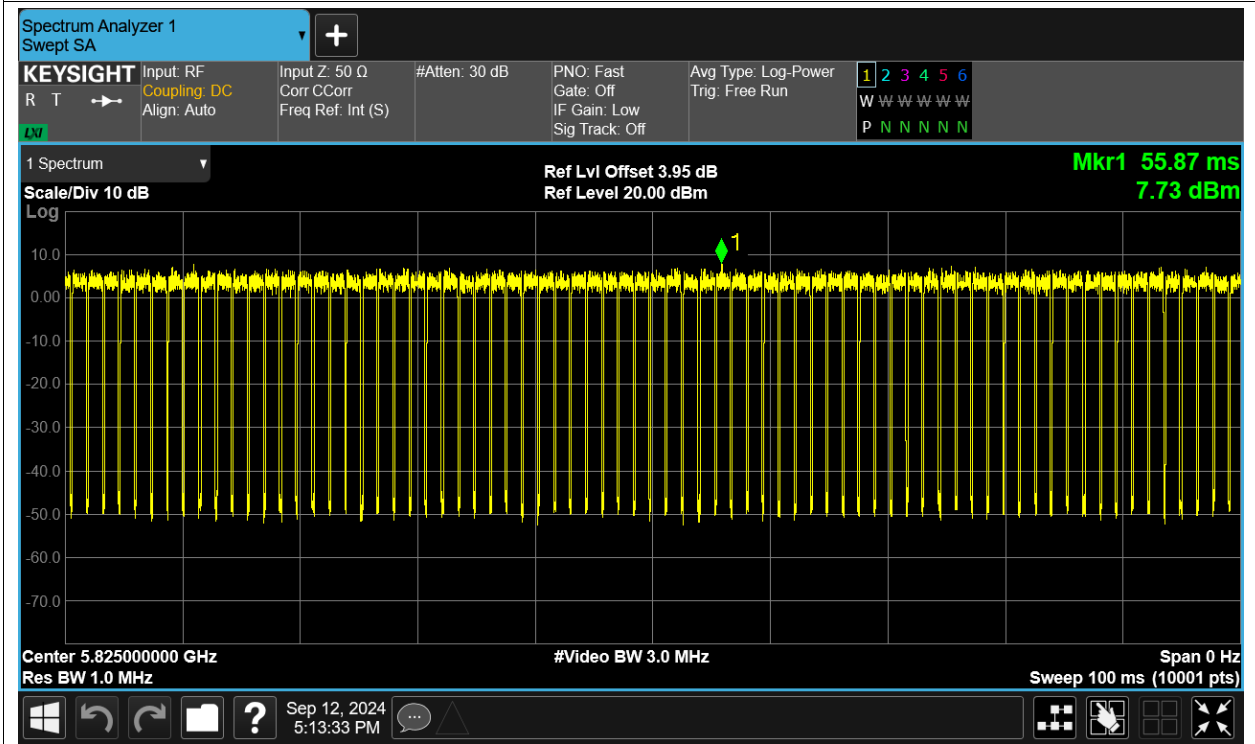 Spectrum Analyzer 1
Swept SA
+
KEYSIGHT
R T
LXI
Input: RF
Coupling: DC
Align: Auto
Input Z: 50 Ω
Corr CCorr
Freq Ref: Int (S)
#Atten: 30 dB
PNO: Fast
Gate: Off
IF Gain: Low
Sig Track: Off
Avg Type: Log-Power
Trig: Free Run
1 2 3 4 5 6
W W W W W W
P N N N N N
1 Spectrum
Scale/Div 10 dB
Log
Ref Lvl Offset 3.95 dB
Ref Level 20.00 dBm
Mkr1 55.87 ms
7.73 dBm
1
10.0
0.00
-10.0
-20.0
-30.0
-40.0
-50.0
-60.0
-70.0
Center 5.825000000 GHz
Res BW 1.0 MHz
#Video BW 3.0 MHz
Span 0 Hz
Sweep 100 ms (10001 pts)
?
Sep 12, 2024
5:13:33 PM